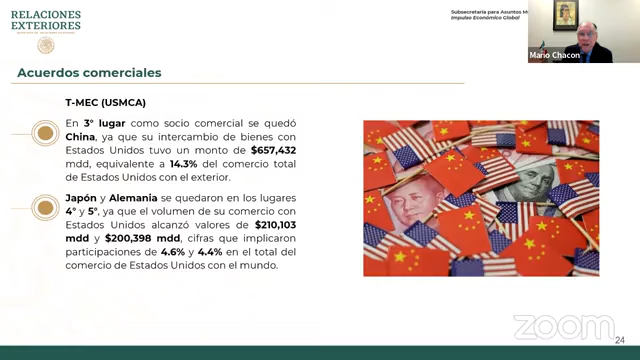 RELACIONES
EXTERIORES
Subsecretaría para Asuntos M
Impulso Económico Global
Mario Chacon
Acuerdos comerciales
T-MEC (USMCA)
En 3° lugar como socio comercial se quedó
China, ya que su intercambio de bienes con
Estados Unidos tuvo un monto de $657,432
mdd, equivalente a 14.3% del comercio total
de Estados Unidos con el exterior.
Japón y Alemania se quedaron en los lugares
4° y 5°, ya que el volumen de su comercio con
Estados Unidos alcanzó valores de $210,103
mdd y $200,398 mdd, cifras que implicaron
participaciones de 4.6% y 4.4% en el total del
comercio de Estados Unidos con el mundo.
zoom
24